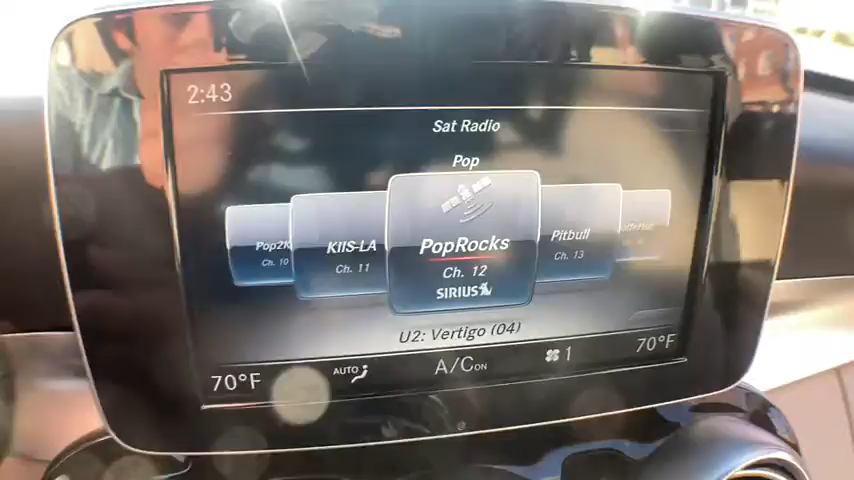 2:43
Sat Radio
Pop
Pop2K
Ch. 10
KIIS-LA
Ch. 11
PopRocks
Ch. 12
SIRIUS
Pitbull
Ch. 13
U2: Vertigo (04)
70°F
AUTO
A/C ON
1
70°F